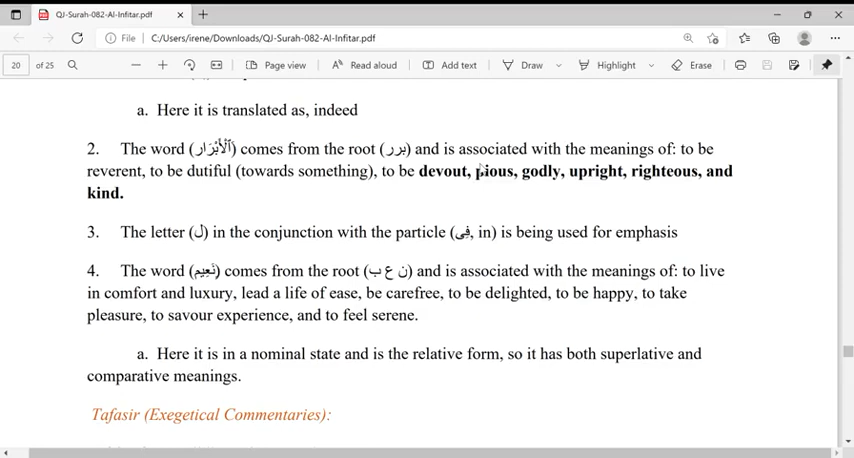 QJ-Surah-082-Al-Infitar.pdf
File C:/Users/irene/Downloads/QJ-Surah-082-Al-Infitar.pdf
20 of 25 Page view Read aloud Add text Draw Highlight Erase
a. Here it is translated as, indeed
2. The word (ٱلْأَبْرَار) comes from the root (برر) and is associated with the meanings of: to be
reverent, to be dutiful (towards something), to be devout, pious, godly, upright, righteous, and
kind.
3. The letter (ل) in the conjunction with the particle (فِى, in) is being used for emphasis
4. The word (نَعِيم) comes from the root (ن ع ب) and is associated with the meanings of: to live
in comfort and luxury, lead a life of ease, be carefree, to be delighted, to be happy, to take
pleasure, to savour experience, and to feel serene.
a. Here it is in a nominal state and is the relative form, so it has both superlative and
comparative meanings.
Tafasir (Exegetical Commentaries):